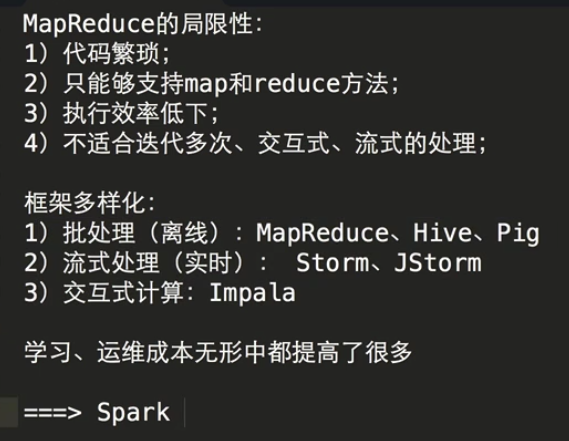 MapReduce的局限性：
1）代码繁琐；
2）只能够支持map和reduce方法；
3）执行效率低下；
4）不适合迭代多次、交互式、流式的处理；
框架多样化：
1）批处理（离线）：MapReduce、Hive、Pig
2）流式处理（实时）： Storm、JStorm
3）交互式计算：Impala
学习、运维成本无形中都提高了很多
===> Spark